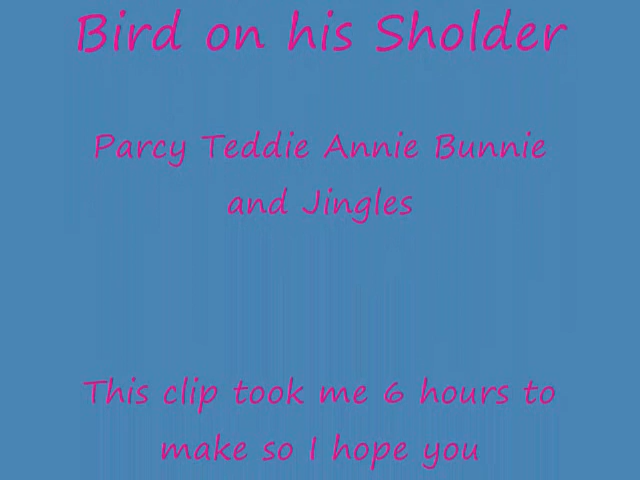 Bird on his Sholder
Parcy Teddie Annie Bunnie
and Jingles
This clip took me 6 hours to
make so I hope you